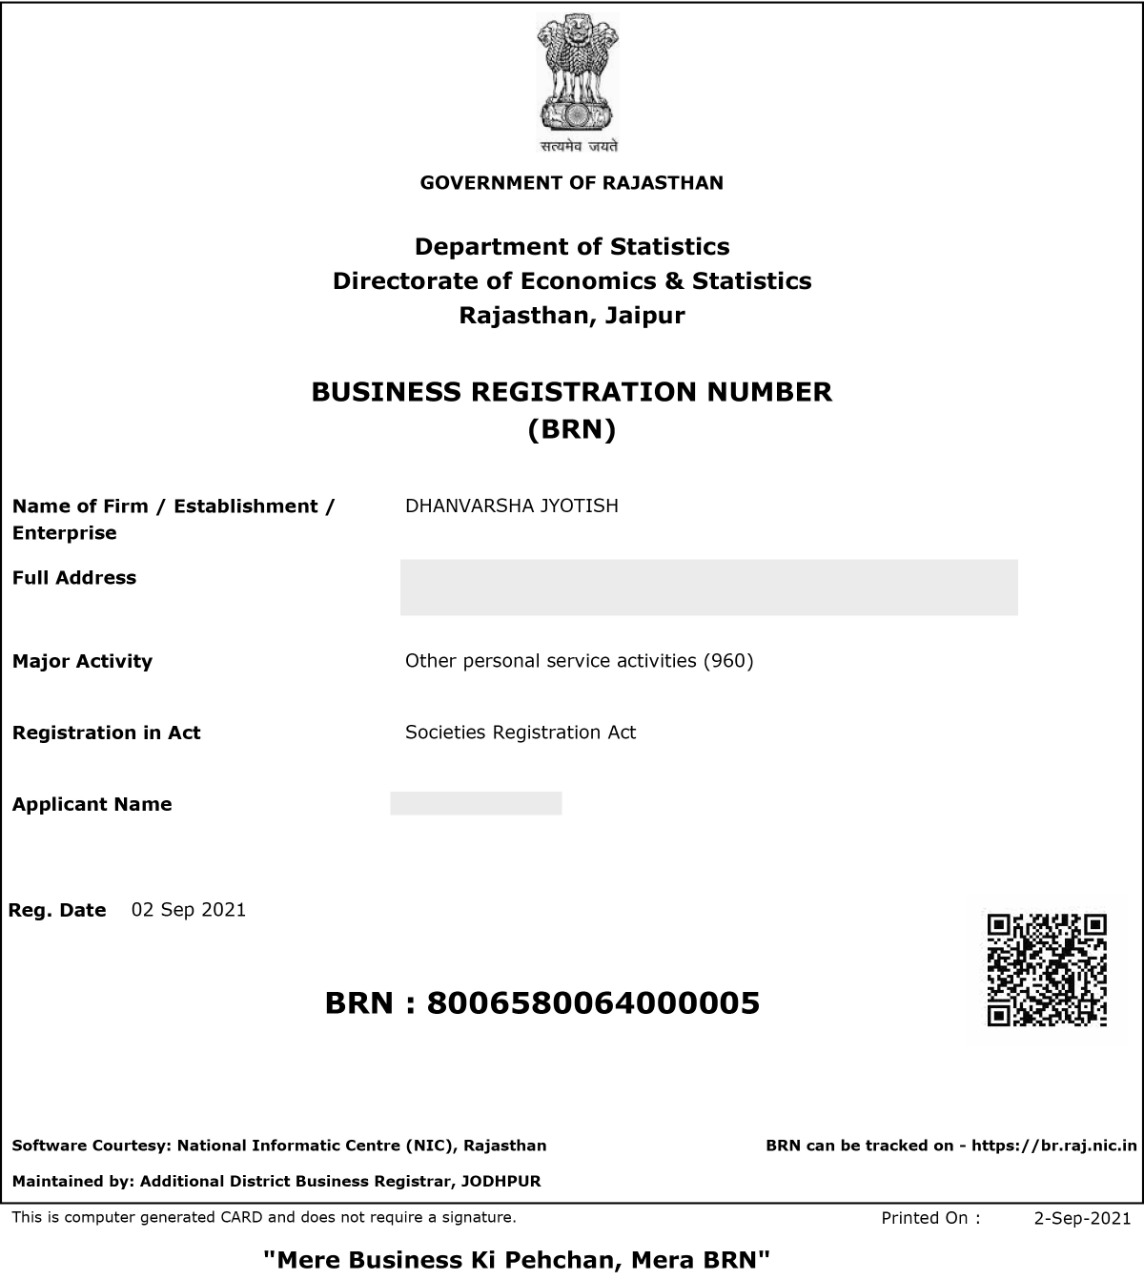 सत्यमेव जयते
GOVERNMENT OF RAJASTHAN
Department of Statistics
Directorate of Economics & Statistics
Rajasthan, Jaipur
BUSINESS REGISTRATION NUMBER
(BRN)
Name of Firm / Establishment / DHANVARSHA JYOTISH
Enterprise
Full Address
Major Activity Other personal service activities (960)
Registration in Act Societies Registration Act
Applicant Name
Reg. Date 02 Sep 2021
BRN : 8006580064000005
Software Courtesy: National Informatic Centre (NIC), Rajasthan BRN can be tracked on - https://br.raj.nic.in
Maintained by: Additional District Business Registrar, JODHPUR
This is computer generated CARD and does not require a signature. Printed On : 2-Sep-2021
"Mere Business Ki Pehchan, Mera BRN"